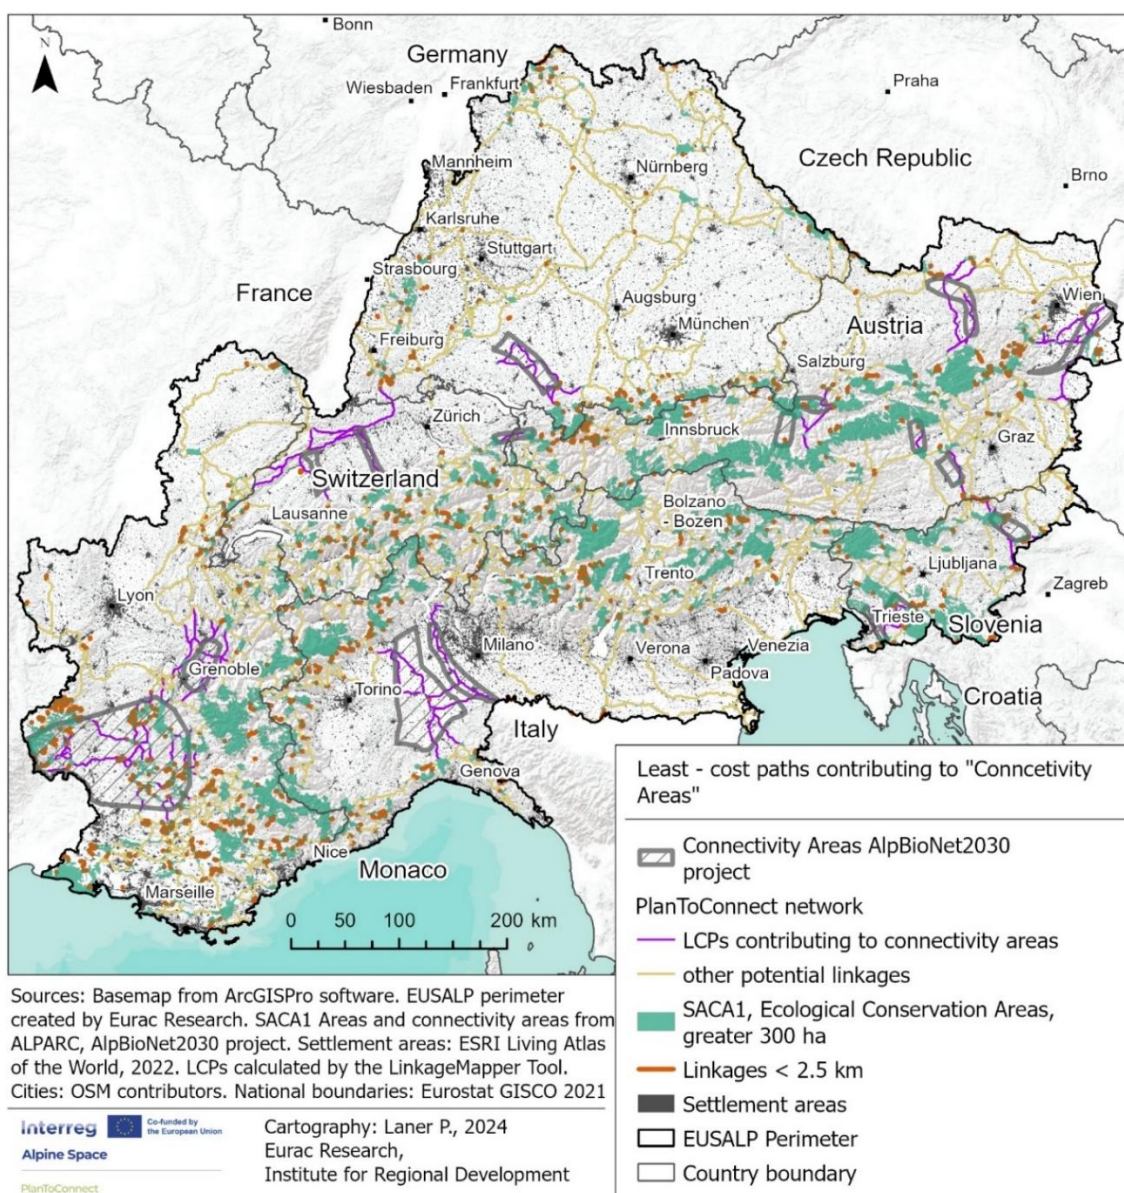 Bonn
N
Germany
Wiesbaden
Frankfurt
Praha
Mannheim
Nürnberg
Czech Republic
Brno
Karlsruhe
Stuttgart
Strasbourg
France
Augsburg
Wien
München
Austria
Freiburg
Salzburg
Zürich
Innsbruck
Graz
Switzerland
Lausanne
Bolzano
- Bozen
Ljubljana
Trento
Zagreb
Lyon
Trieste
Slovenia
Milano
Verona
Venezia
Grenoble
Padova
Torino
Croatia
Italy
Genova
Nice
Monaco
Marseille
0 50 100 200 km
Least - cost paths contributing to "Conncetivity
Areas"
Connectivity Areas AlpBioNet2030
project
PlanToConnect network
LCPs contributing to connectivity areas
other potential linkages
SACA1, Ecological Conservation Areas,
greater 300 ha
Linkages < 2.5 km
Settlement areas
EUSALP Perimeter
Country boundary
Sources: Basemap from ArcGISPro software. EUSALP perimeter
created by Eurac Research. SACA1 Areas and connectivity areas from
ALPARC, AlpBioNet2030 project. Settlement areas: ESRI Living Atlas
of the World, 2022. LCPs calculated by the LinkageMapper Tool.
Cities: OSM contributors. National boundaries: Eurostat GISCO 2021
Interreg
Co-funded by
the European Union
Alpine Space
PlanToConnect
Cartography: Laner P., 2024
Eurac Research,
Institute for Regional Development